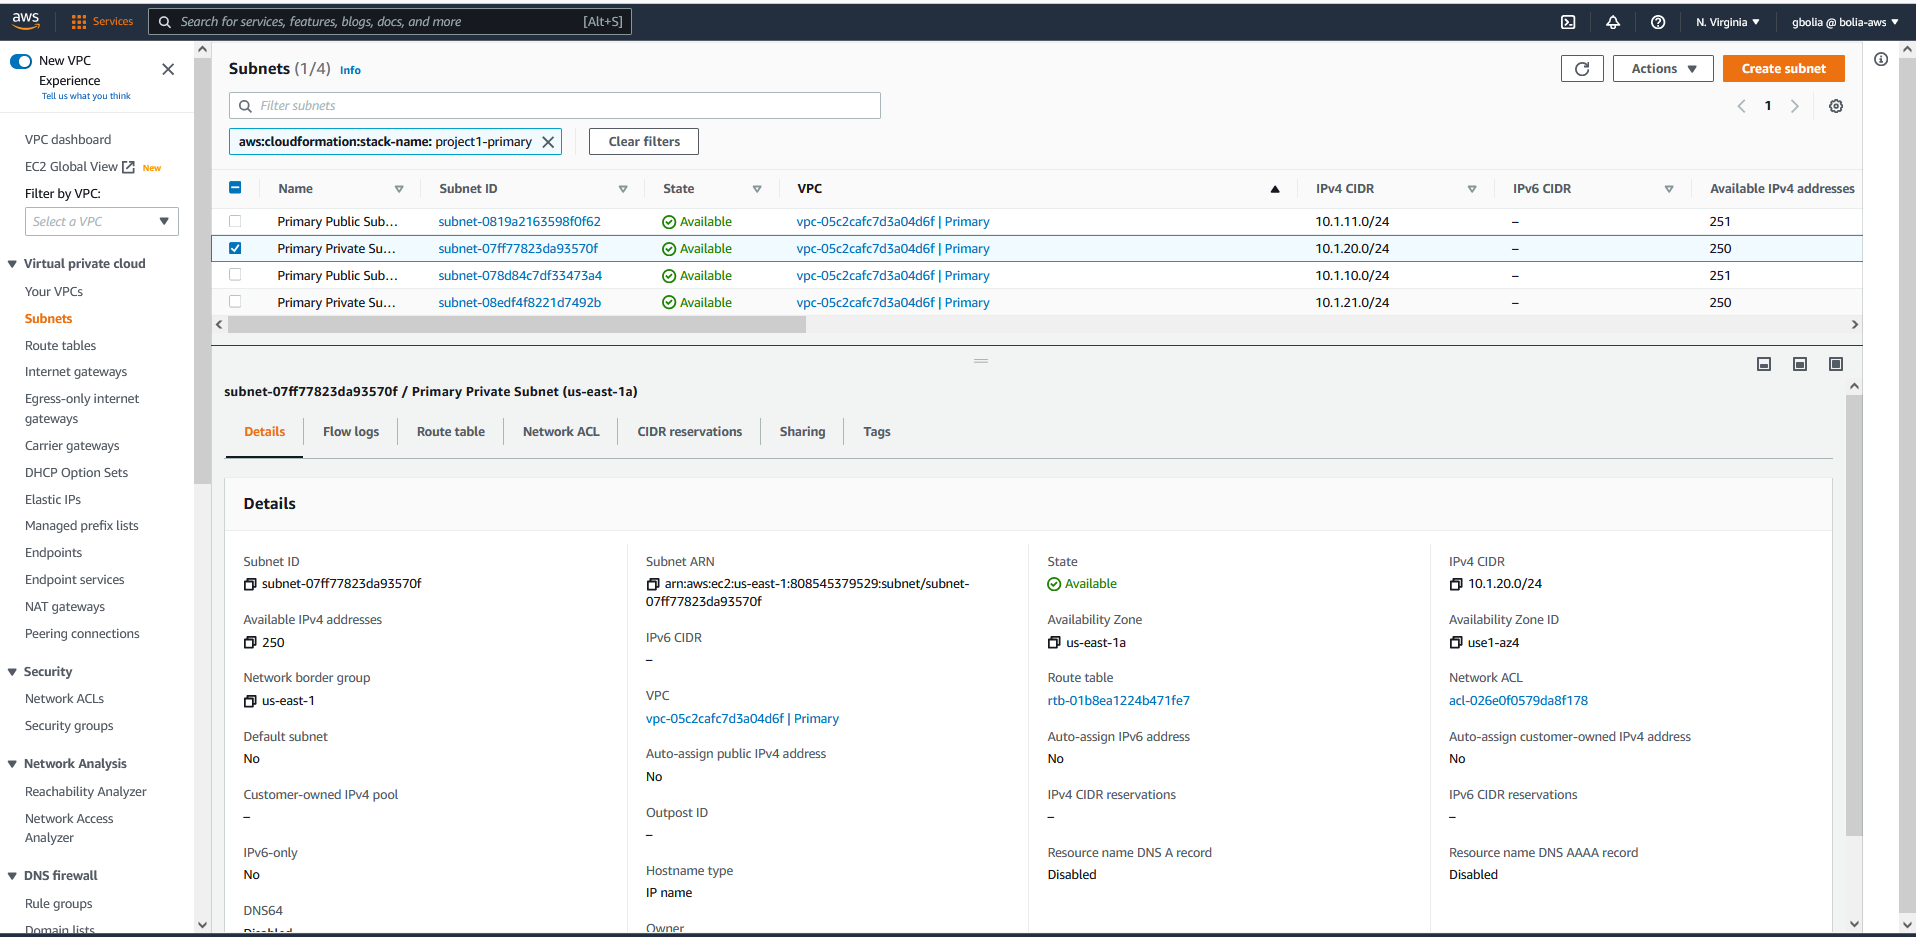 aws Services Search for services, features, blogs, docs, and more [Alt+S] N. Virginia ▼ gbolia @ bolia-aws ▼
New VPC
Experience
Tell us what you think
VPC dashboard
EC2 Global View New
Filter by VPC:
Select a VPC
Virtual private cloud
Your VPCs
Subnets
Route tables
Internet gateways
Egress-only internet
gateways
Carrier gateways
DHCP Option Sets
Elastic IPs
Managed prefix lists
Endpoints
Endpoint services
NAT gateways
Peering connections
Security
Network ACLs
Security groups
Network Analysis
Reachability Analyzer
Network Access
Analyzer
DNS firewall
Rule groups
Domain lists
Subnets (1/4) Info
Actions ▼ Create subnet
Filter subnets
1
aws:cloudformation:stack-name: project1-primary Clear filters
Name Subnet ID State VPC IPv4 CIDR IPv6 CIDR Available IPv4 addresses
Primary Public Sub... subnet-0819a2163598f0f62 Available vpc-05c2cafc7d3a04d6f | Primary 10.1.11.0/24 – 251
Primary Private Su... subnet-07ff77823da93570f Available vpc-05c2cafc7d3a04d6f | Primary 10.1.20.0/24 – 250
Primary Public Sub... subnet-078d84c7df33473a4 Available vpc-05c2cafc7d3a04d6f | Primary 10.1.10.0/24 – 251
Primary Private Su... subnet-08edf4f8221d7492b Available vpc-05c2cafc7d3a04d6f | Primary 10.1.21.0/24 – 250
subnet-07ff77823da93570f / Primary Private Subnet (us-east-1a)
Details Flow logs Route table Network ACL CIDR reservations Sharing Tags
Details
Subnet ID
subnet-07ff77823da93570f
Available IPv4 addresses
250
Network border group
us-east-1
Default subnet
No
Customer-owned IPv4 pool
–
IPv6-only
No
DNS64
Disabled
Subnet ARN
arn:aws:ec2:us-east-1:808545379529:subnet/subnet-
07ff77823da93570f
IPv6 CIDR
–
VPC
vpc-05c2cafc7d3a04d6f | Primary
Auto-assign public IPv4 address
No
Outpost ID
–
Hostname type
IP name
Owner
State
Available
Availability Zone
us-east-1a
Route table
rtb-01b8ea1224b471fe7
Auto-assign IPv6 address
No
IPv4 CIDR reservations
–
Resource name DNS A record
Disabled
IPv4 CIDR
10.1.20.0/24
Availability Zone ID
use1-az4
Network ACL
acl-026e0f0579da8f178
Auto-assign customer-owned IPv4 address
No
IPv6 CIDR reservations
–
Resource name DNS AAAA record
Disabled